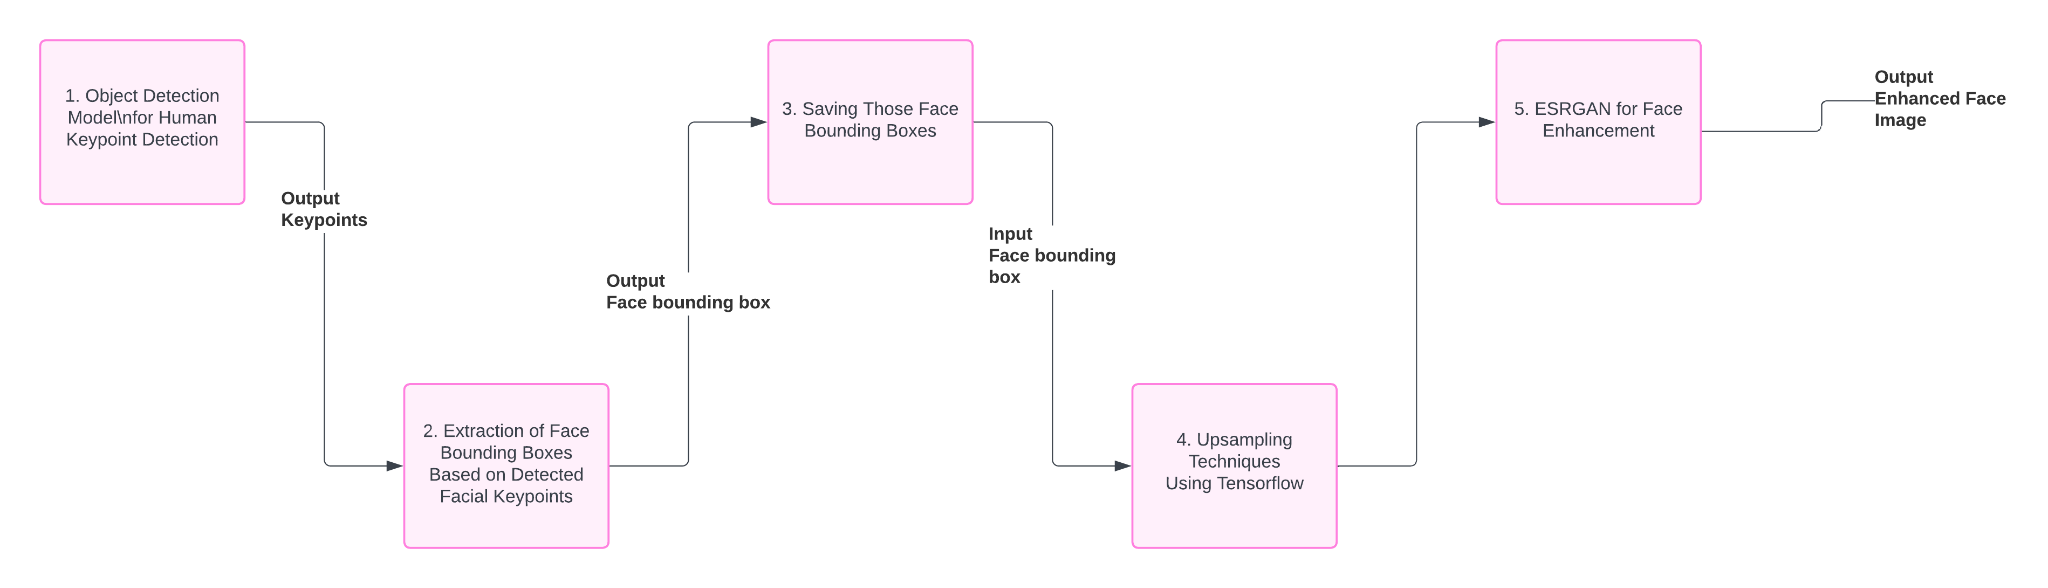 1. Object Detection
Model\nfor Human
Keypoint Detection
Output
Keypoints
2. Extraction of Face
Bounding Boxes
Based on Detected
Facial Keypoints
Output
Face bounding box
3. Saving Those Face
Bounding Boxes
Input
Face bounding
box
4. Upsampling
Techniques
Using Tensorflow
5. ESRGAN for Face
Enhancement
Output
Enhanced Face
Image